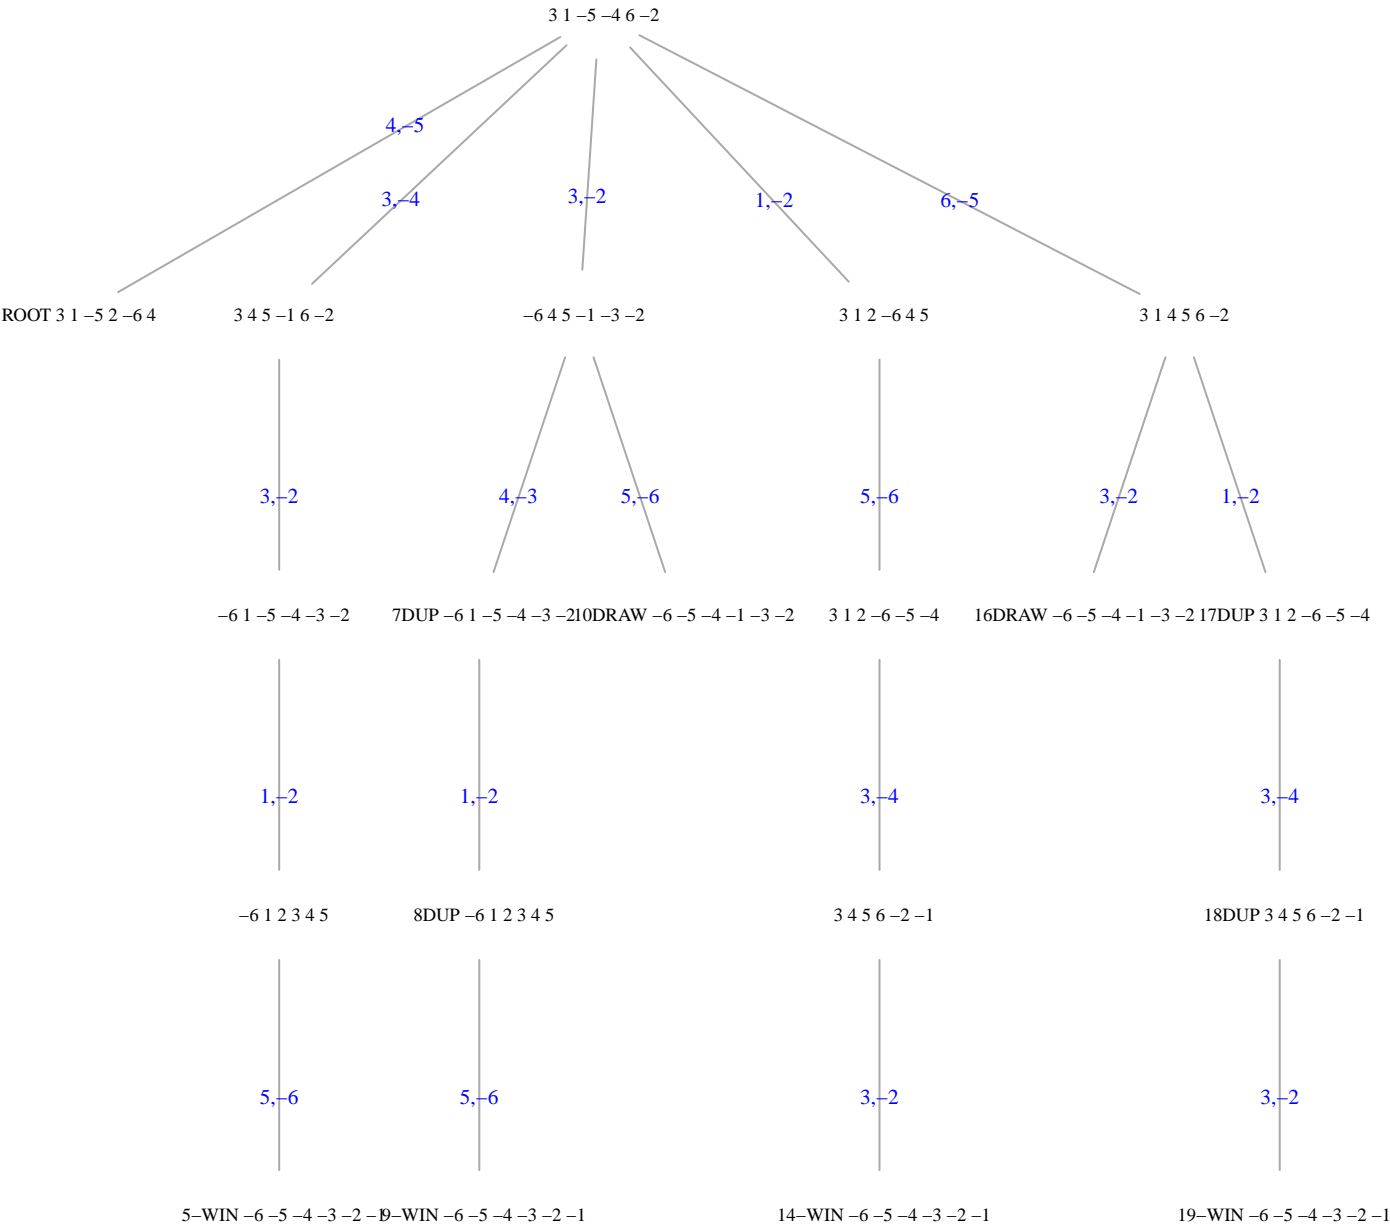 3 1 –5 –4 6 –2
4,–5
3,–4
3,–2
1,–2
6,–5
ROOT 3 1 –5 2 –6 4
3 4 5 –1 6 –2
–6 4 5 –1 –3 –2
3 1 2 –6 4 5
3 1 4 5 6 –2
3,–2
4,–3
5,–6
5,–6
3,–2
1,–2
–6 1 –5 –4 –3 –2
7DUP –6 1 –5 –4 –3 –2
10DRAW –6 –5 –4 –1 –3 –2
3 1 2 –6 –5 –4
16DRAW –6 –5 –4 –1 –3 –2
17DUP 3 1 2 –6 –5 –4
1,–2
1,–2
3,–4
3,–4
–6 1 2 3 4 5
8DUP –6 1 2 3 4 5
3 4 5 6 –2 –1
18DUP 3 4 5 6 –2 –1
5,–6
5,–6
3,–2
3,–2
5–WIN –6 –5 –4 –3 –2 –1
9–WIN –6 –5 –4 –3 –2 –1
14–WIN –6 –5 –4 –3 –2 –1
19–WIN –6 –5 –4 –3 –2 –1